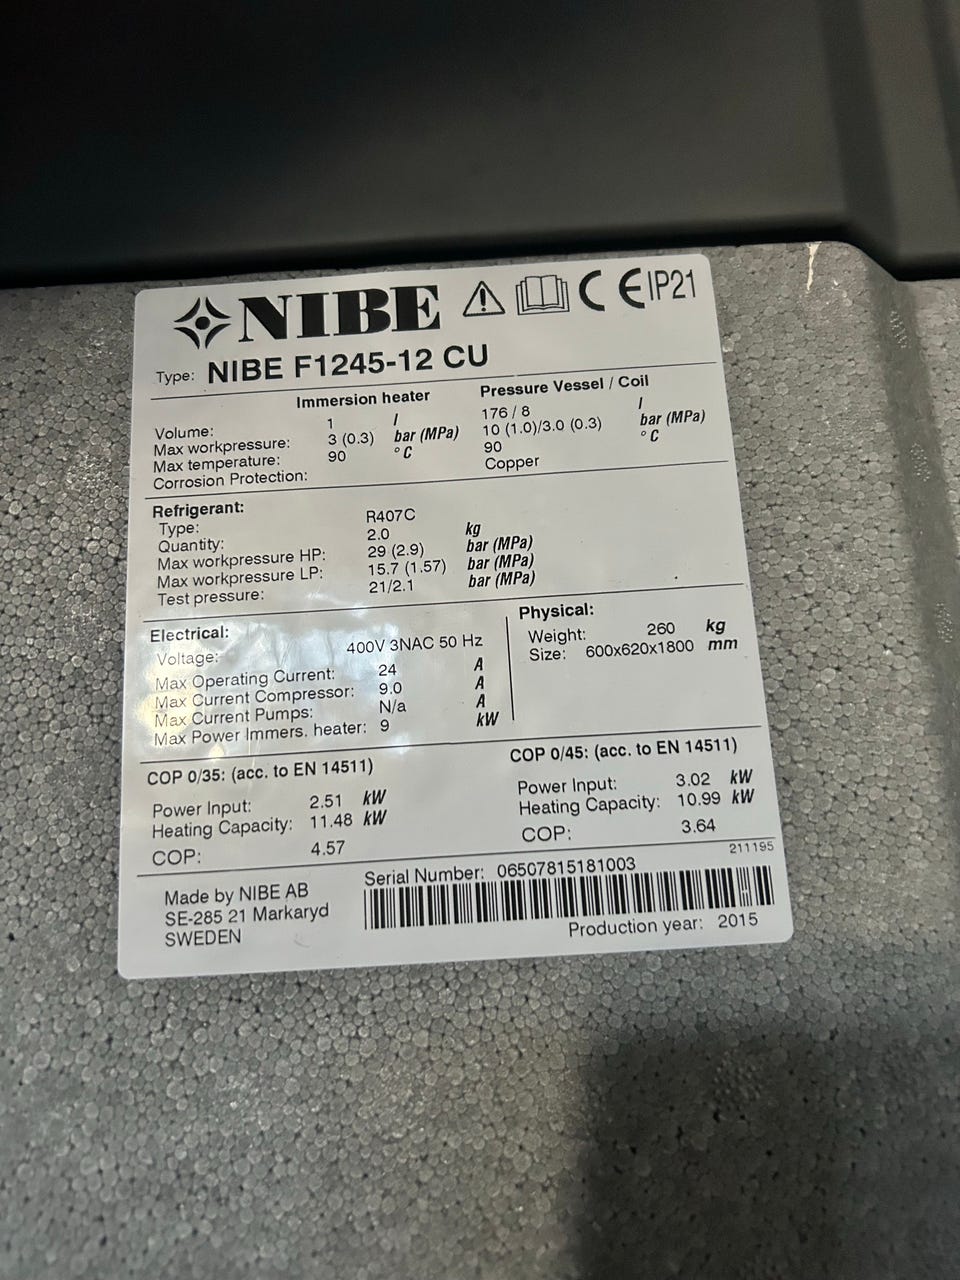 NIBE CE IP21
Type: NIBE F1245-12 CU
Immersion heater Pressure Vessel / Coil
Volume: 1 l 176 / 8 l
Max workpressure: 3 (0.3) bar (MPa) 10 (1.0)/3.0 (0.3) bar (MPa)
Max temperature: 90 °C 90 °C
Corrosion Protection: Copper
Refrigerant:
Type: R407C
Quantity: 2.0 kg
Max workpressure HP: 29 (2.9) bar (MPa)
Max workpressure LP: 15.7 (1.57) bar (MPa)
Test pressure: 21/2.1 bar (MPa)
Electrical:
Voltage: 400V 3NAC 50 Hz
Max Operating Current: 24 A
Max Current Compressor: 9.0 A
Max Current Pumps: N/a A
Max Power Immers. heater: 9 kW
Physical:
Weight: 260 kg
Size: 600x620x1800 mm
COP 0/35: (acc. to EN 14511)
Power Input: 2.51 kW
Heating Capacity: 11.48 kW
COP: 4.57
COP 0/45: (acc. to EN 14511)
Power Input: 3.02 kW
Heating Capacity: 10.99 kW
COP: 3.64
211195
Made by NIBE AB
SE-285 21 Markaryd
SWEDEN
Serial Number: 06507815181003
Production year: 2015